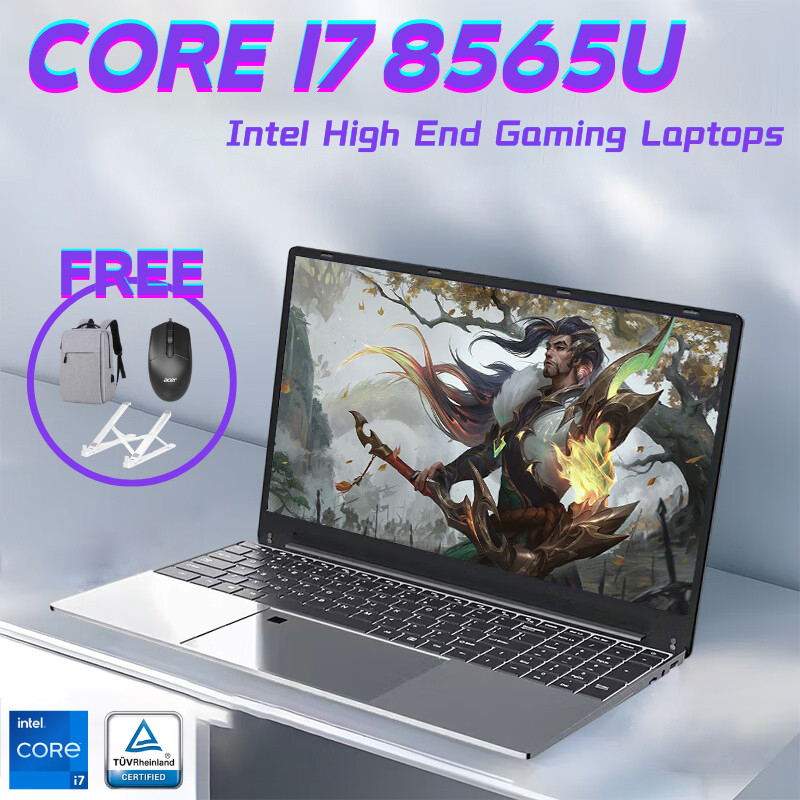 CORE I7 8565U
Intel High End Gaming Laptops
FREE
acer
intel.
CORE
i7
TÜVRheinland
CERTIFIED